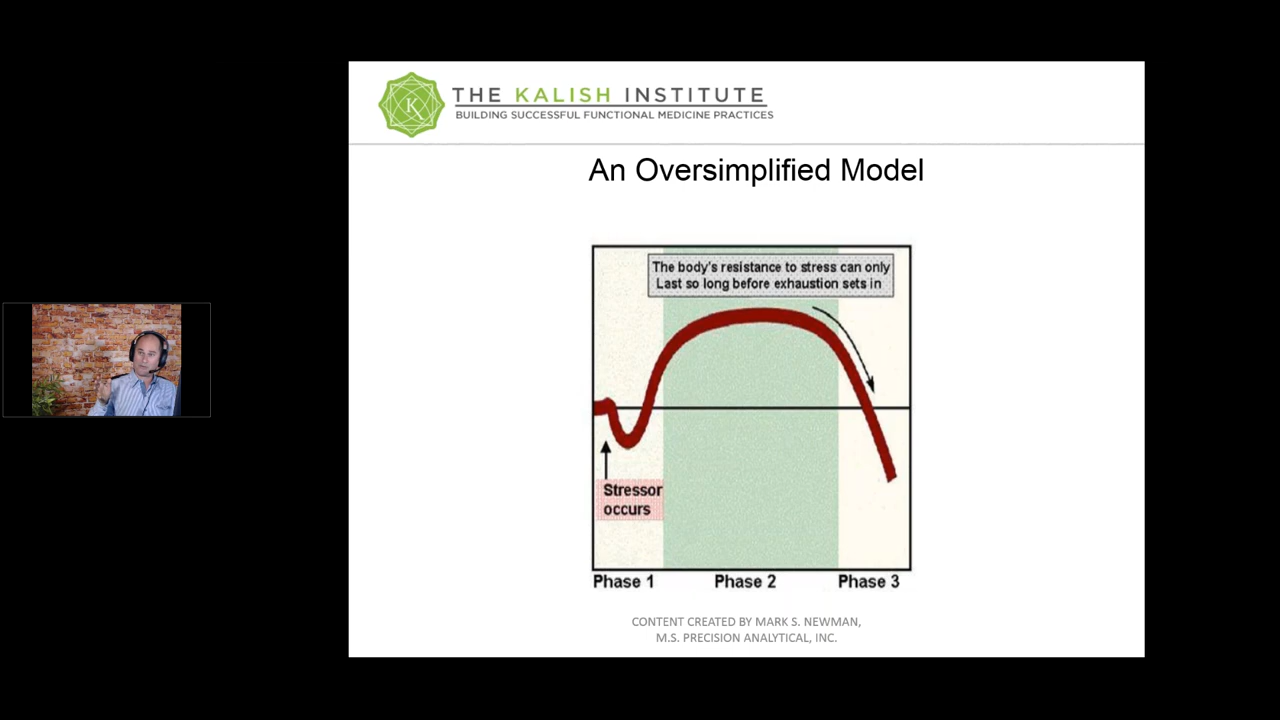 THE KALISH INSTITUTE
BUILDING SUCCESSFUL FUNCTIONAL MEDICINE PRACTICES
An Oversimplified Model
The body's resistance to stress can only
Last so long before exhaustion sets in
Stressor
occurs
Phase 1 Phase 2 Phase 3
CONTENT CREATED BY MARK S. NEWMAN,
M.S. PRECISION ANALYTICAL, INC.